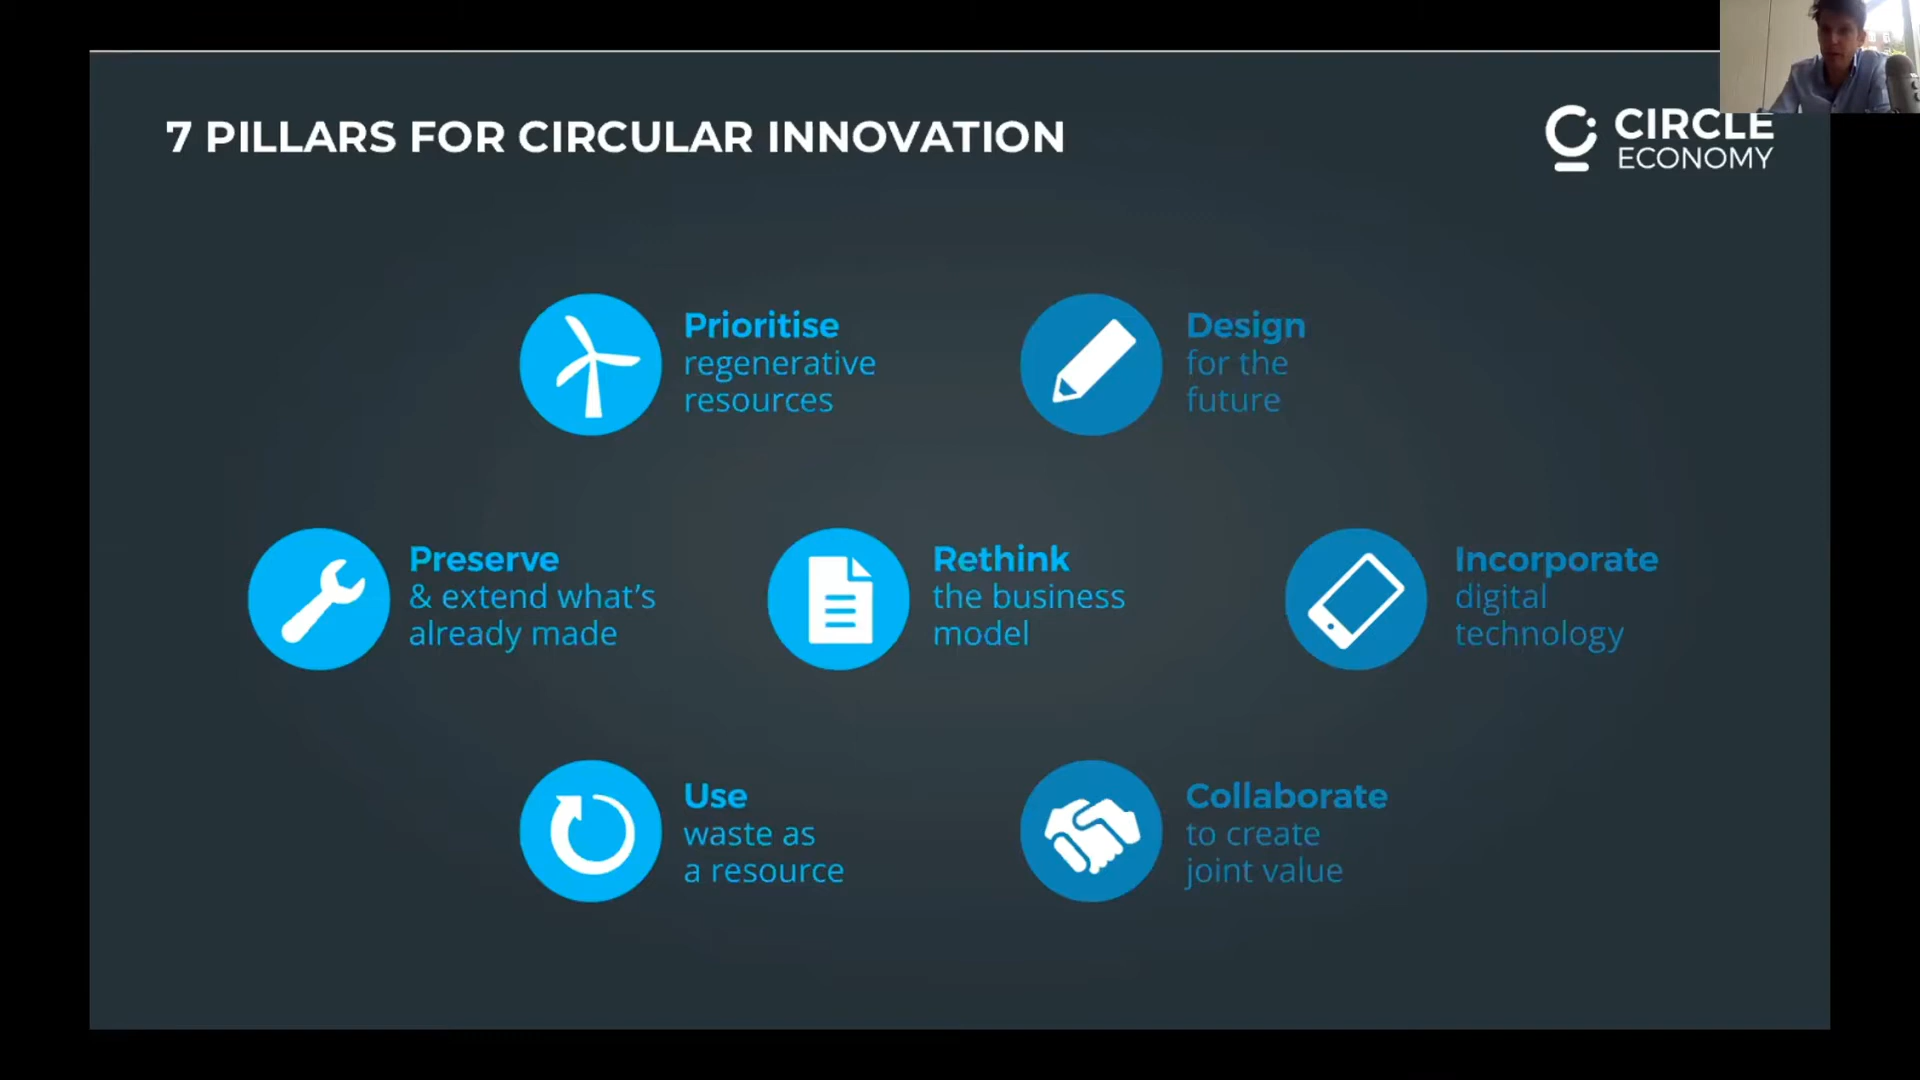 7 PILLARS FOR CIRCULAR INNOVATION
CIRCLE
ECONOMY
Prioritise
regenerative
resources
Design
for the
future
Preserve
& extend what's
already made
Rethink
the business
model
Incorporate
digital
technology
Use
waste as
a resource
Collaborate
to create
joint value